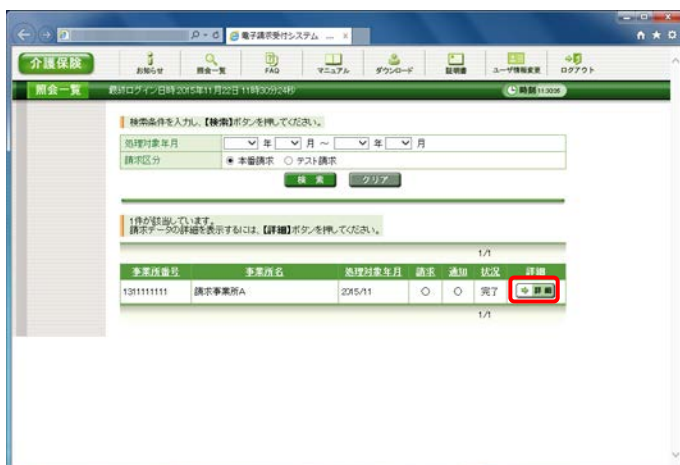 電子請求受付システム ...
介護保険
お知らせ 照会一覧 FAQ マニュアル ダウンロード 証明書 ユーザ情報変更 ログアウト
照会一覧 最終ログイン日時 2015年11月22日 11時30分24秒 時刻 11:30:26
検索条件を入力し、【検索】ボタンを押してください。
処理対象年月 年 月 ~ 年 月
請求区分 本番請求 テスト請求
検索 クリア
1件が該当しています。
請求データの詳細を表示するには、【詳細】ボタンを押してください。
1/1
事業所番号 事業所名 処理対象年月 請求 通知 状況 詳細
1311111111 請求事業所A 2015/11 ○ ○ 完了 詳細
1/1